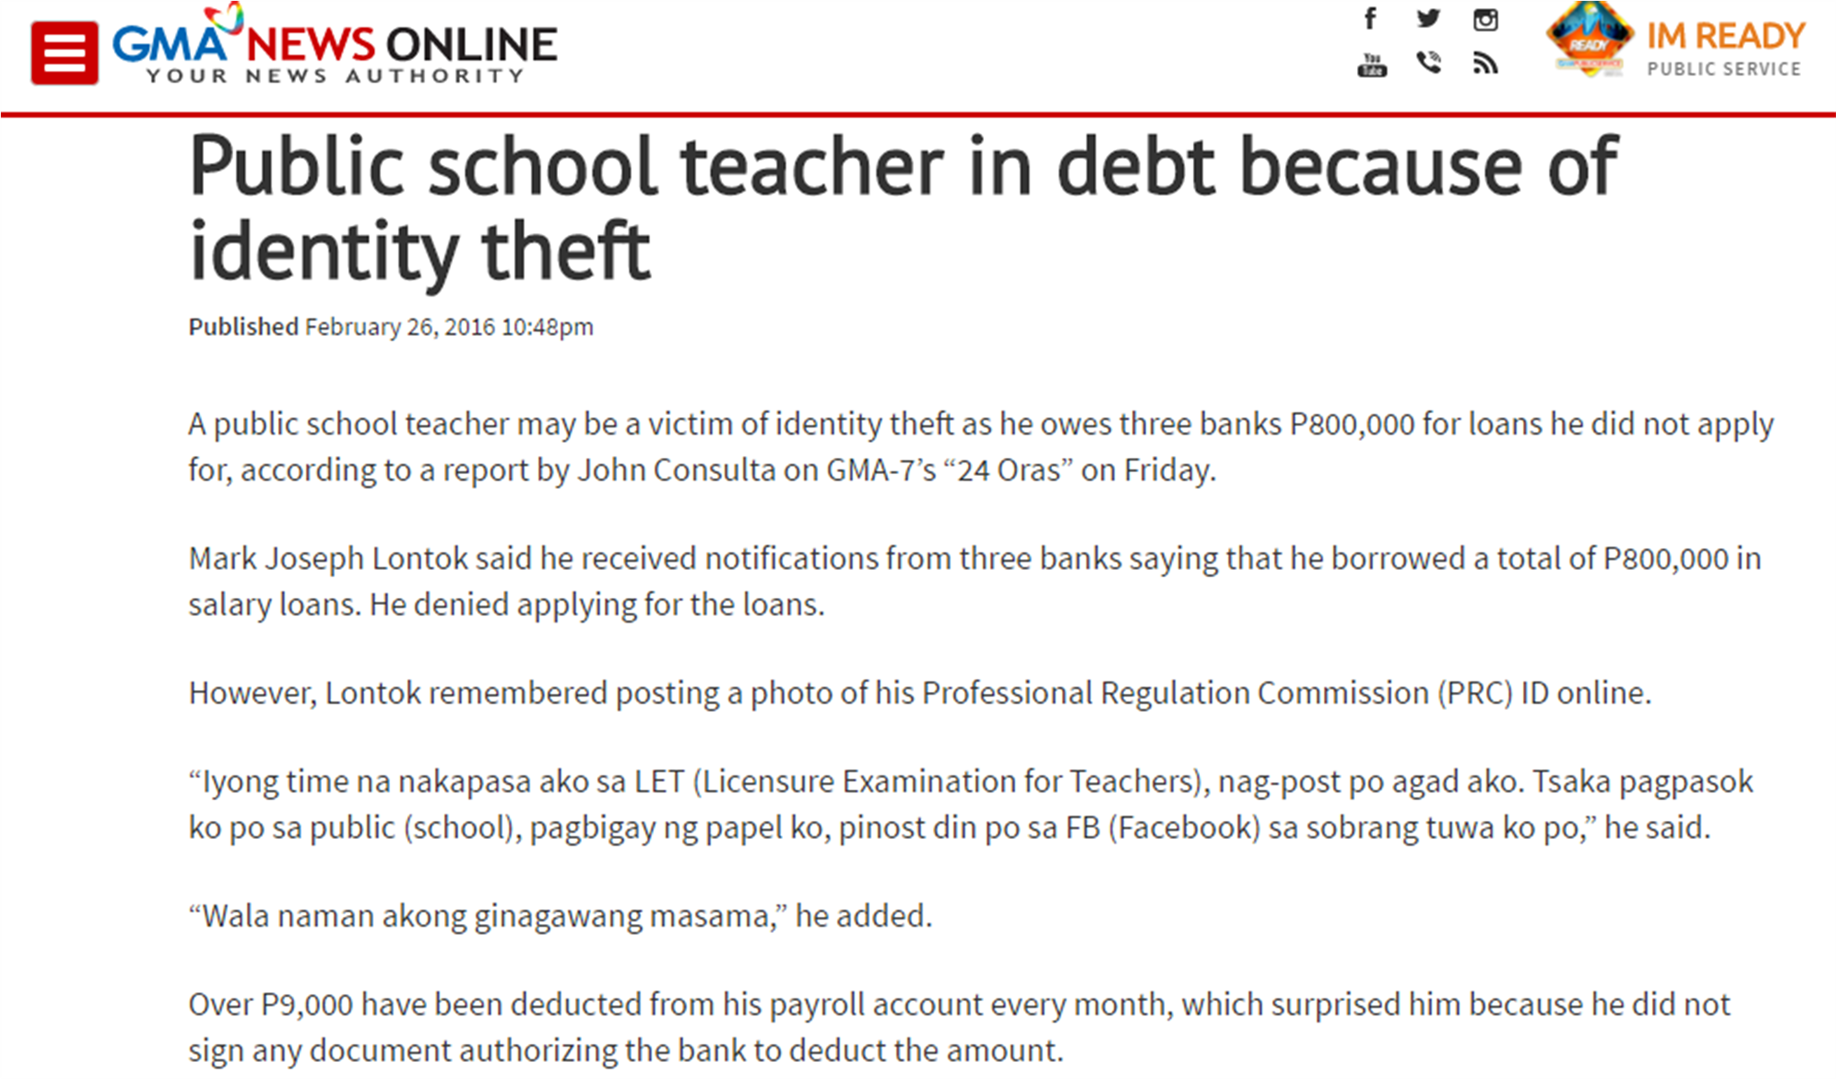 GMA NEWS ONLINE
YOUR NEWS AUTHORITY
f
You
Tube
READY
IM READY
PUBLIC SERVICE
Public school teacher in debt because of
identity theft
Published February 26, 2016 10:48pm
A public school teacher may be a victim of identity theft as he owes three banks P800,000 for loans he did not apply
for, according to a report by John Consulta on GMA-7’s “24 Oras” on Friday.
Mark Joseph Lontok said he received notifications from three banks saying that he borrowed a total of P800,000 in
salary loans. He denied applying for the loans.
However, Lontok remembered posting a photo of his Professional Regulation Commission (PRC) ID online.
“Iyong time na nakapasa ako sa LET (Licensure Examination for Teachers), nag-post po agad ako. Tsaka pagpasok
ko po sa public (school), pagbigay ng papel ko, pinost din po sa FB (Facebook) sa sobrang tuwa ko po,” he said.
“Wala naman akong ginagawang masama,” he added.
Over P9,000 have been deducted from his payroll account every month, which surprised him because he did not
sign any document authorizing the bank to deduct the amount.